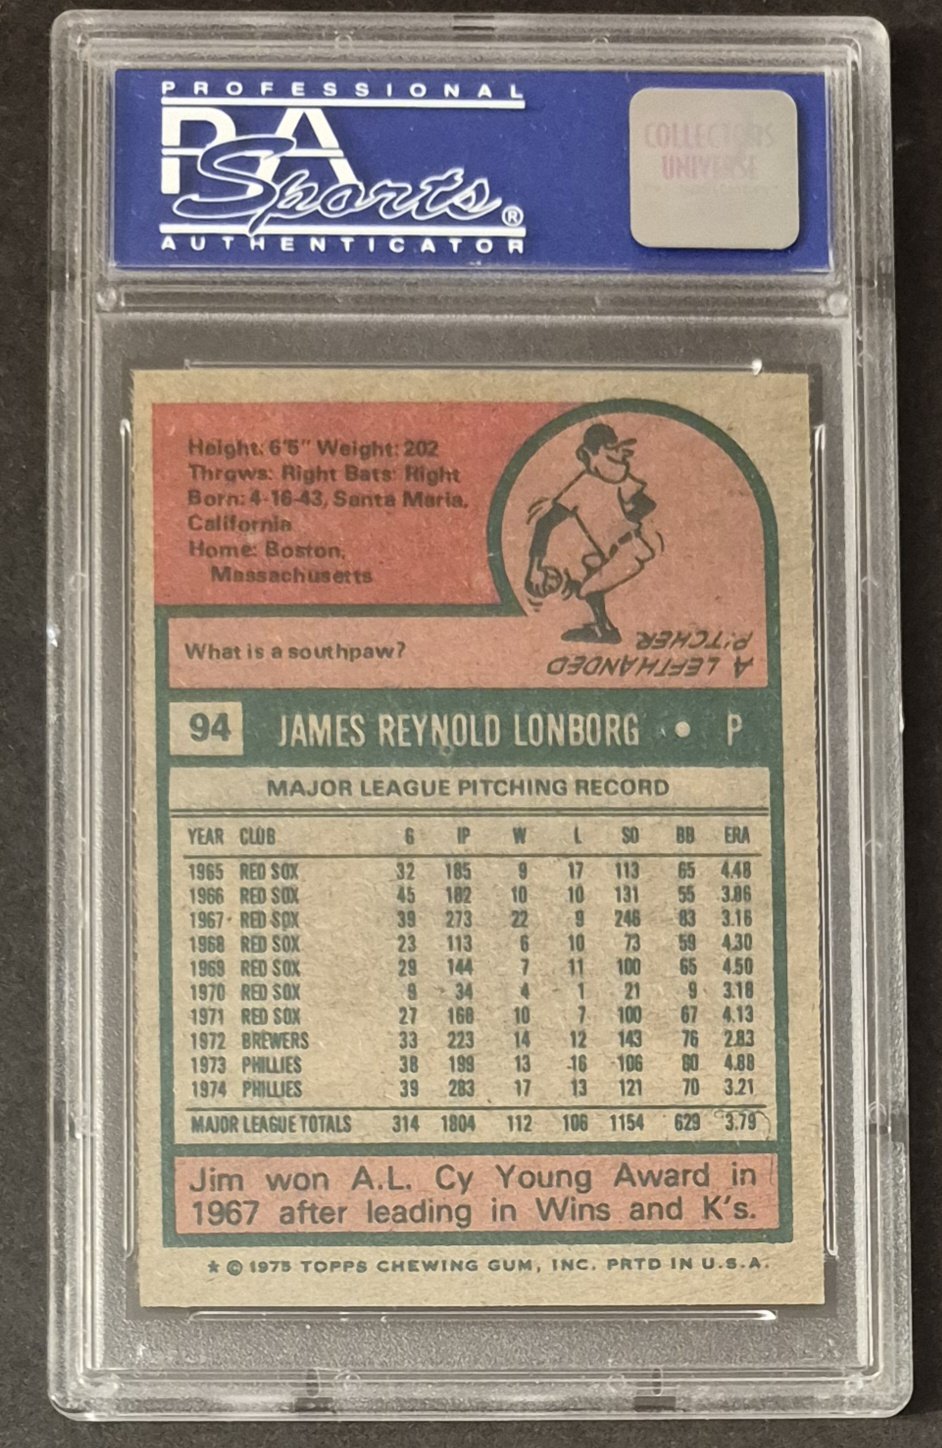 PROFESSIONAL
PSA
Sports®
AUTHENTICATOR
COLLECTORS
UNIVERSE
Height: 6'5" Weight: 202
Throws: Right Bats: Right
Born: 4-16-43, Santa Maria,
California
Home: Boston,
Massachusetts
What is a southpaw?
A LEFTHANDED
PITCHER
94 JAMES REYNOLD LONBORG • P
MAJOR LEAGUE PITCHING RECORD
YEAR CLUB G IP W L SO BB ERA
1965 RED SOX 32 185 9 17 113 65 4.48
1966 RED SOX 45 182 10 10 131 55 3.86
1967 RED SOX 39 273 22 9 246 83 3.16
1968 RED SOX 23 113 6 10 73 59 4.30
1969 RED SOX 29 144 7 11 100 65 4.50
1970 RED SOX 9 34 4 1 21 9 3.18
1971 RED SOX 27 168 10 7 100 67 4.13
1972 BREWERS 33 223 14 12 143 76 2.83
1973 PHILLIES 38 199 13 16 106 80 4.88
1974 PHILLIES 39 283 17 13 121 70 3.21
MAJOR LEAGUE TOTALS 314 1804 112 106 1154 629 3.79
Jim won A.L. Cy Young Award in
1967 after leading in Wins and K's.
* © 1975 TOPPS CHEWING GUM, INC. PRTD IN U.S.A.